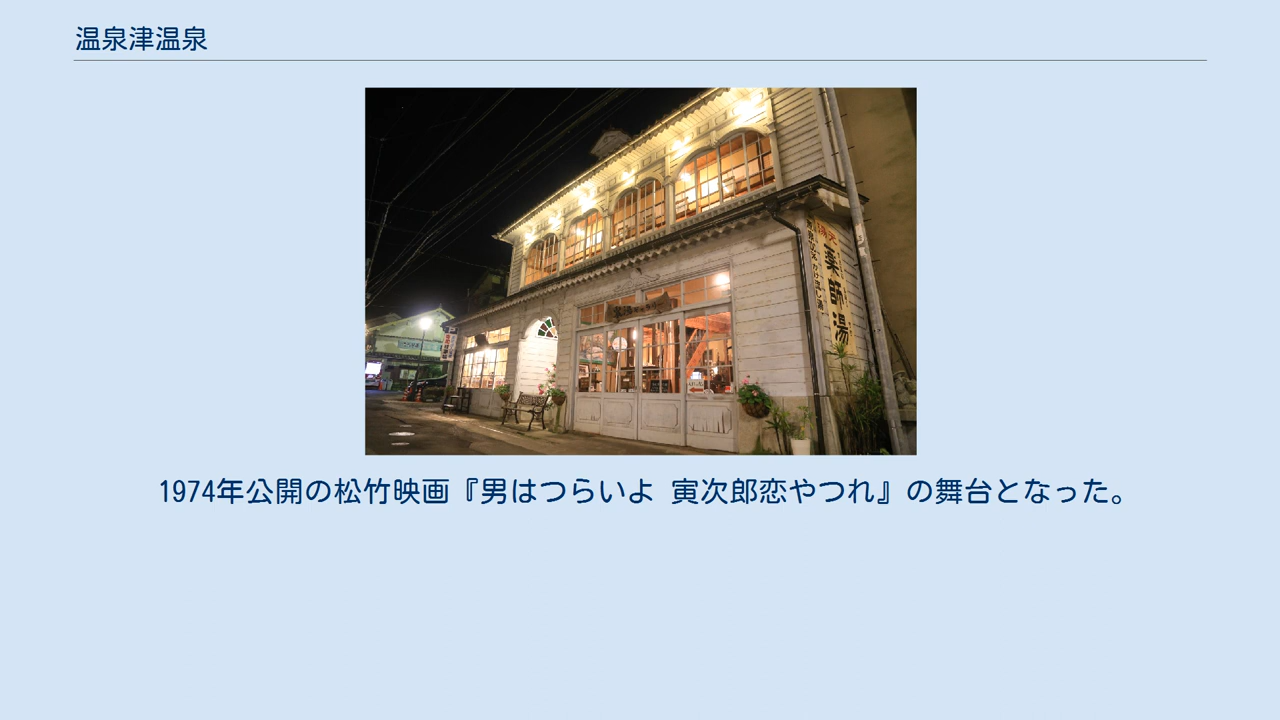 温泉津温泉
薬師湯
1974年公開の松竹映画『男はつらいよ 寅次郎恋やつれ』の舞台となった。